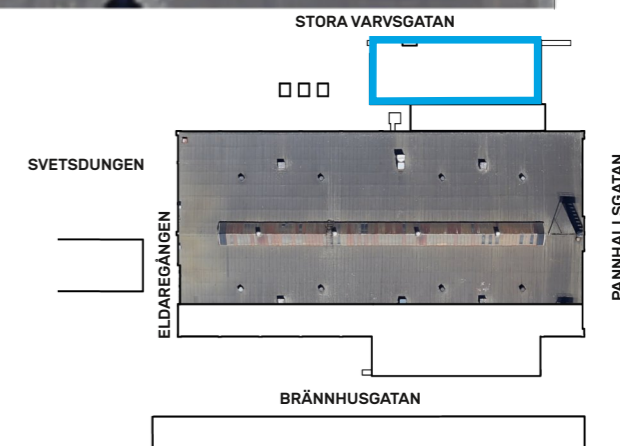 STORA VARVSGATAN
SVETSDUNGEN
ELDAREGÅNGEN
PANNHALLSGATAN
BRÄNNHUSGATAN